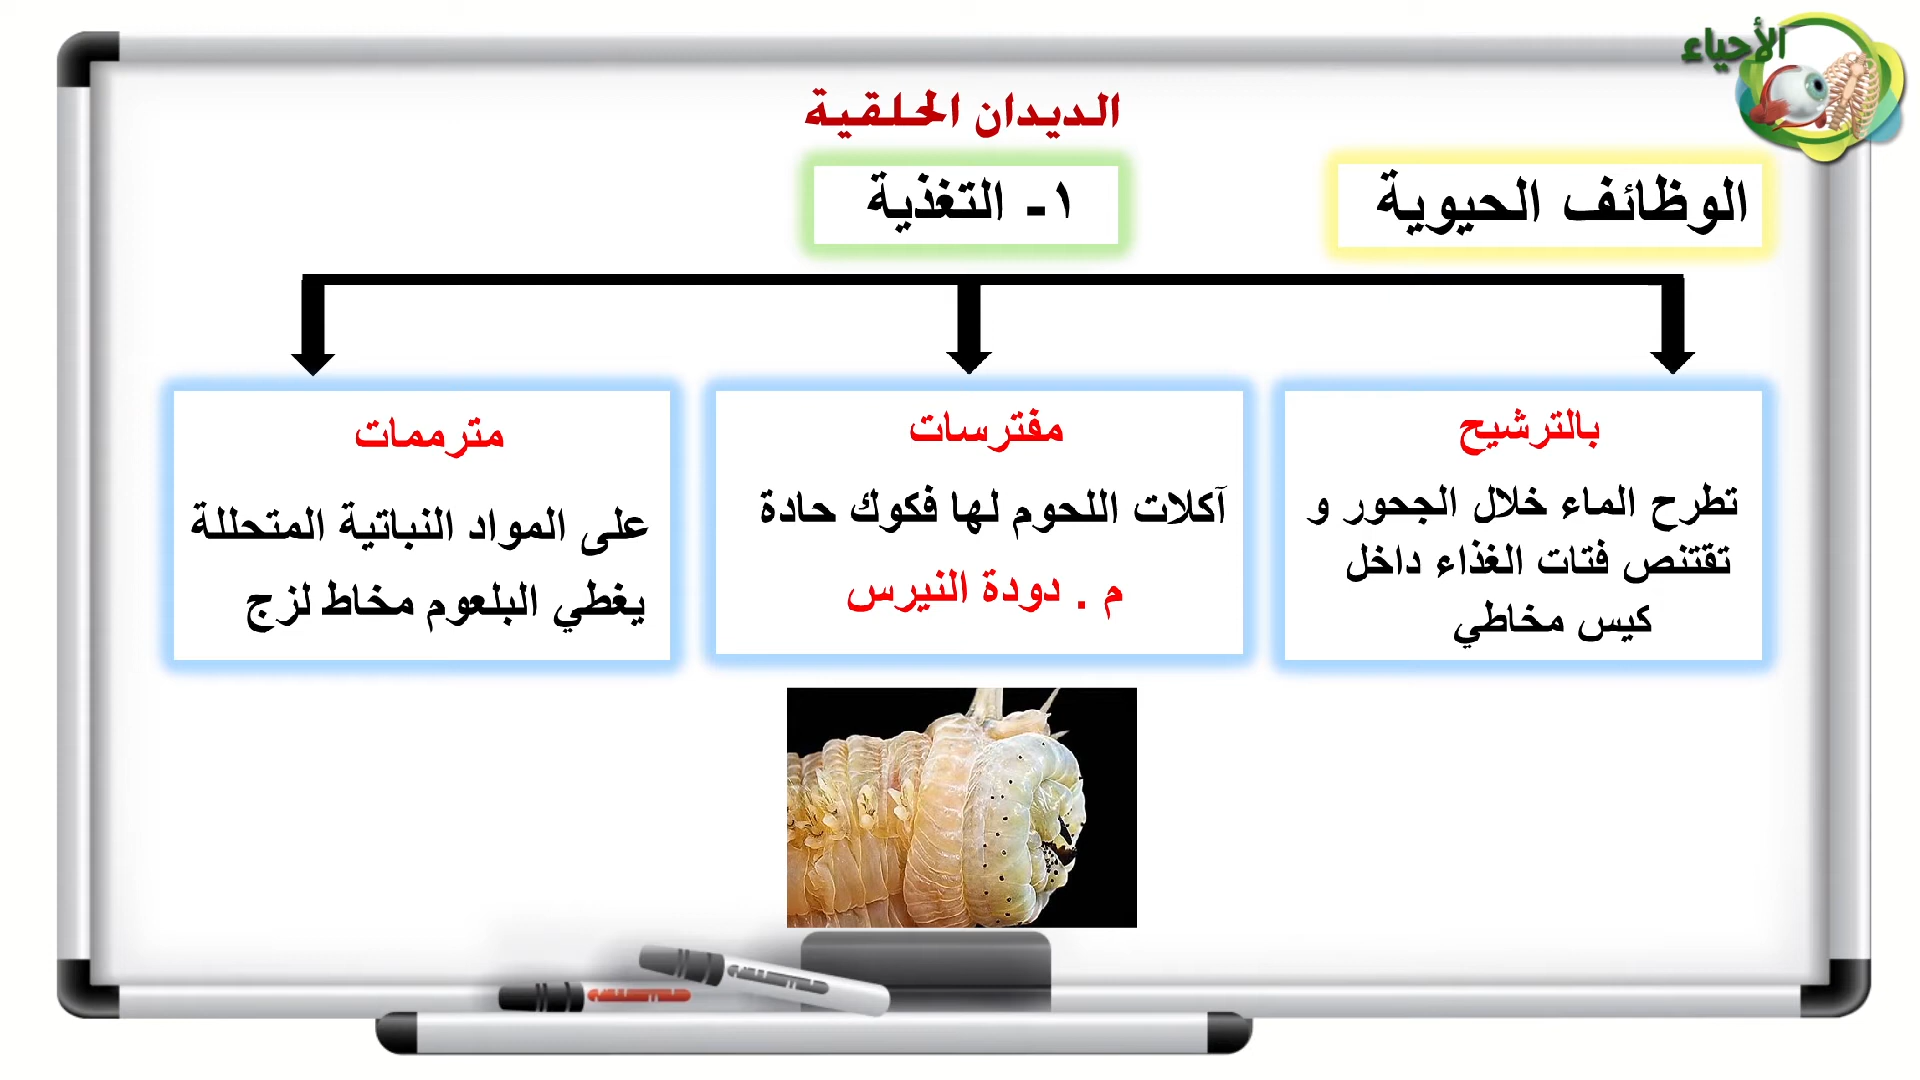 الأحياء
الديدان الحلقية
الوظائف الحيوية
١- التغذية
بالترشيح
تطرح الماء خلال الجحور و
تقتنص فتات الغذاء داخل
كيس مخاطي
مفترسات
آكلات اللحوم لها فكوك حادة
م . دودة النيرس
مترممات
على المواد النباتية المتحللة
يغطي البلعوم مخاط لزج